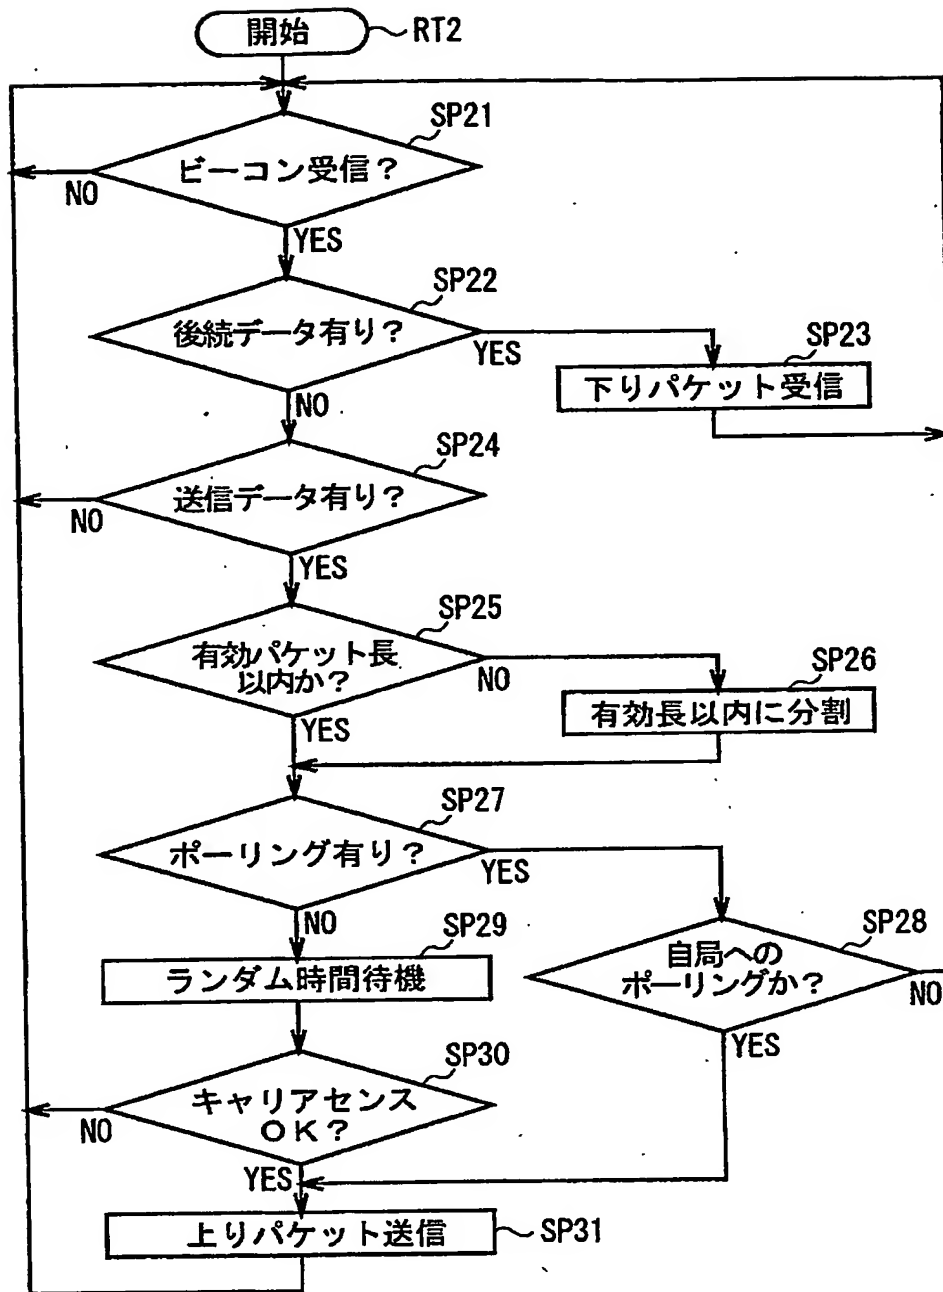 開始
RT2
SP21
ビーコン受信？
NO
YES
SP22
後続データ有り？
YES
NO
SP23
下りパケット受信
SP24
送信データ有り？
NO
YES
SP25
有効パケット長
以内か？
NO
YES
SP26
有効長以内に分割
SP27
ポーリング有り？
YES
NO
SP28
自局への
ポーリングか？
NO
YES
SP29
ランダム時間待機
SP30
キャリアセンス
ＯＫ？
NO
YES
上りパケット送信
SP31